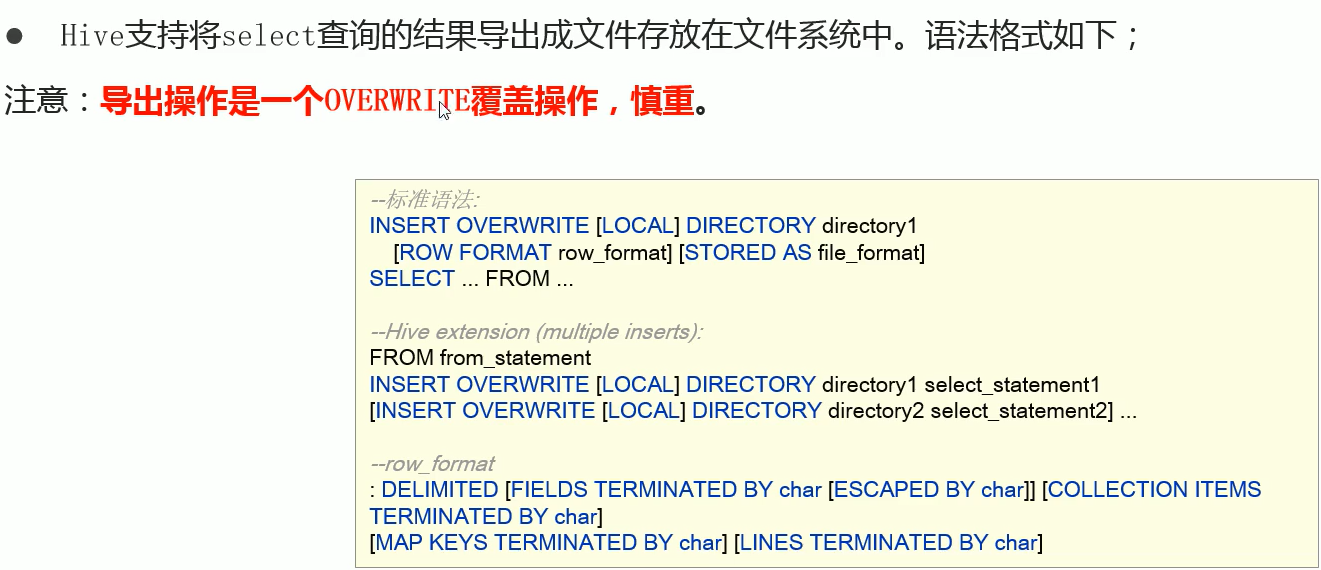 ● Hive支持将select查询的结果导出成文件存放在文件系统中。语法格式如下；
注意：导出操作是一个OVERWRITE覆盖操作，慎重。
--标准语法:
INSERT OVERWRITE [LOCAL] DIRECTORY directory1
[ROW FORMAT row_format] [STORED AS file_format]
SELECT ... FROM ...
--Hive extension (multiple inserts):
FROM from_statement
INSERT OVERWRITE [LOCAL] DIRECTORY directory1 select_statement1
[INSERT OVERWRITE [LOCAL] DIRECTORY directory2 select_statement2] ...
--row_format
: DELIMITED [FIELDS TERMINATED BY char [ESCAPED BY char]] [COLLECTION ITEMS
TERMINATED BY char]
[MAP KEYS TERMINATED BY char] [LINES TERMINATED BY char]